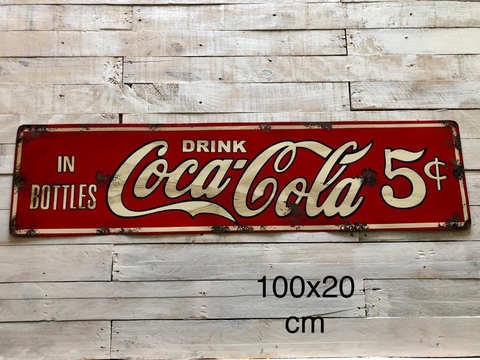 IN
BOTTLES
DRINK
Coca-Cola
5¢
100x20
cm